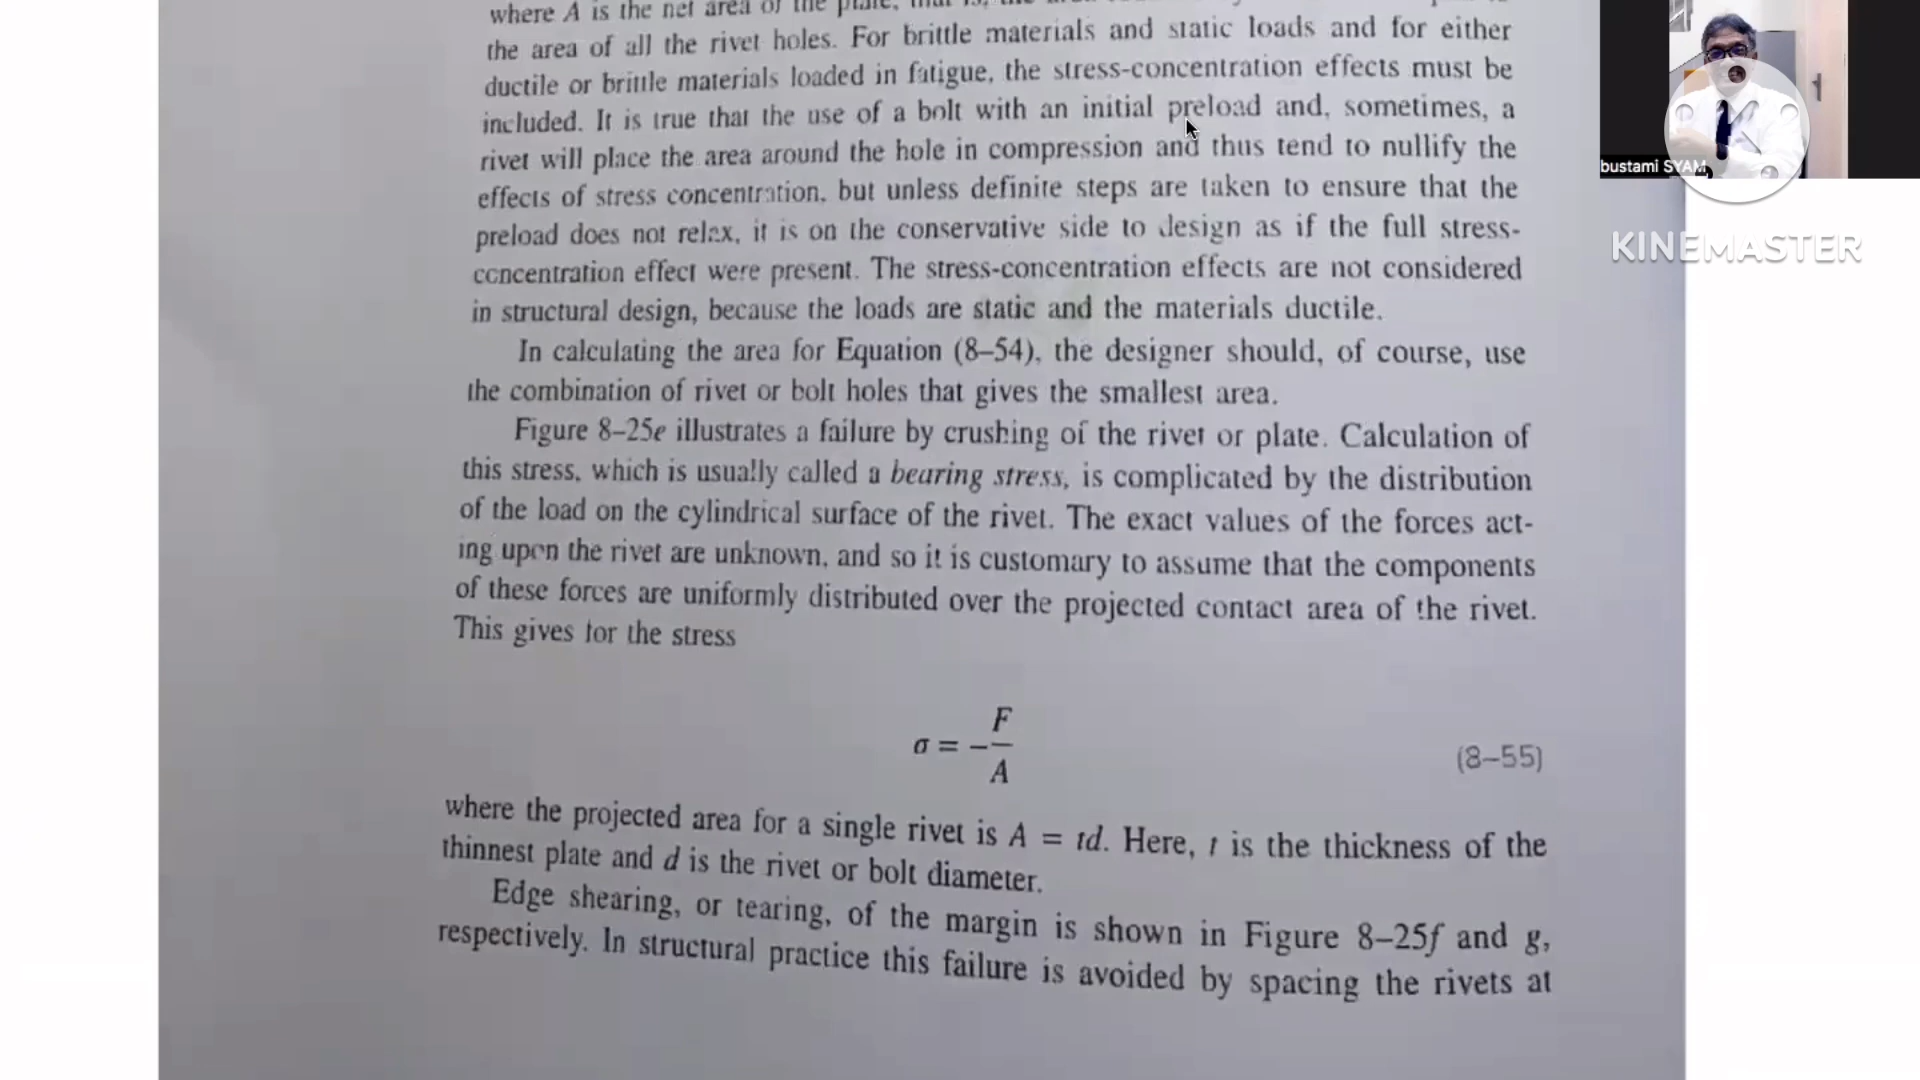 where A is the net area of the plate, that is, the area
the area of all the rivet holes. For brittle materials and static loads and for either
ductile or brittle materials loaded in fatigue, the stress-concentration effects must be
included. It is true that the use of a bolt with an initial preload and, sometimes, a
rivet will place the area around the hole in compression and thus tend to nullify the
effects of stress concentration, but unless definite steps are taken to ensure that the
preload does not relax, it is on the conservative side to design as if the full stress-
concentration effect were present. The stress-concentration effects are not considered
in structural design, because the loads are static and the materials ductile.
In calculating the area for Equation (8–54), the designer should, of course, use
the combination of rivet or bolt holes that gives the smallest area.
Figure 8–25e illustrates a failure by crushing of the rivet or plate. Calculation of
this stress, which is usually called a bearing stress, is complicated by the distribution
of the load on the cylindrical surface of the rivet. The exact values of the forces act-
ing upon the rivet are unknown, and so it is customary to assume that the components
of these forces are uniformly distributed over the projected contact area of the rivet.
This gives for the stress
σ = −F/A (8–55)
where the projected area for a single rivet is A = td. Here, t is the thickness of the
thinnest plate and d is the rivet or bolt diameter.
Edge shearing, or tearing, of the margin is shown in Figure 8–25f and g,
respectively. In structural practice this failure is avoided by spacing the rivets at
bustami SYAM
KINEMASTER